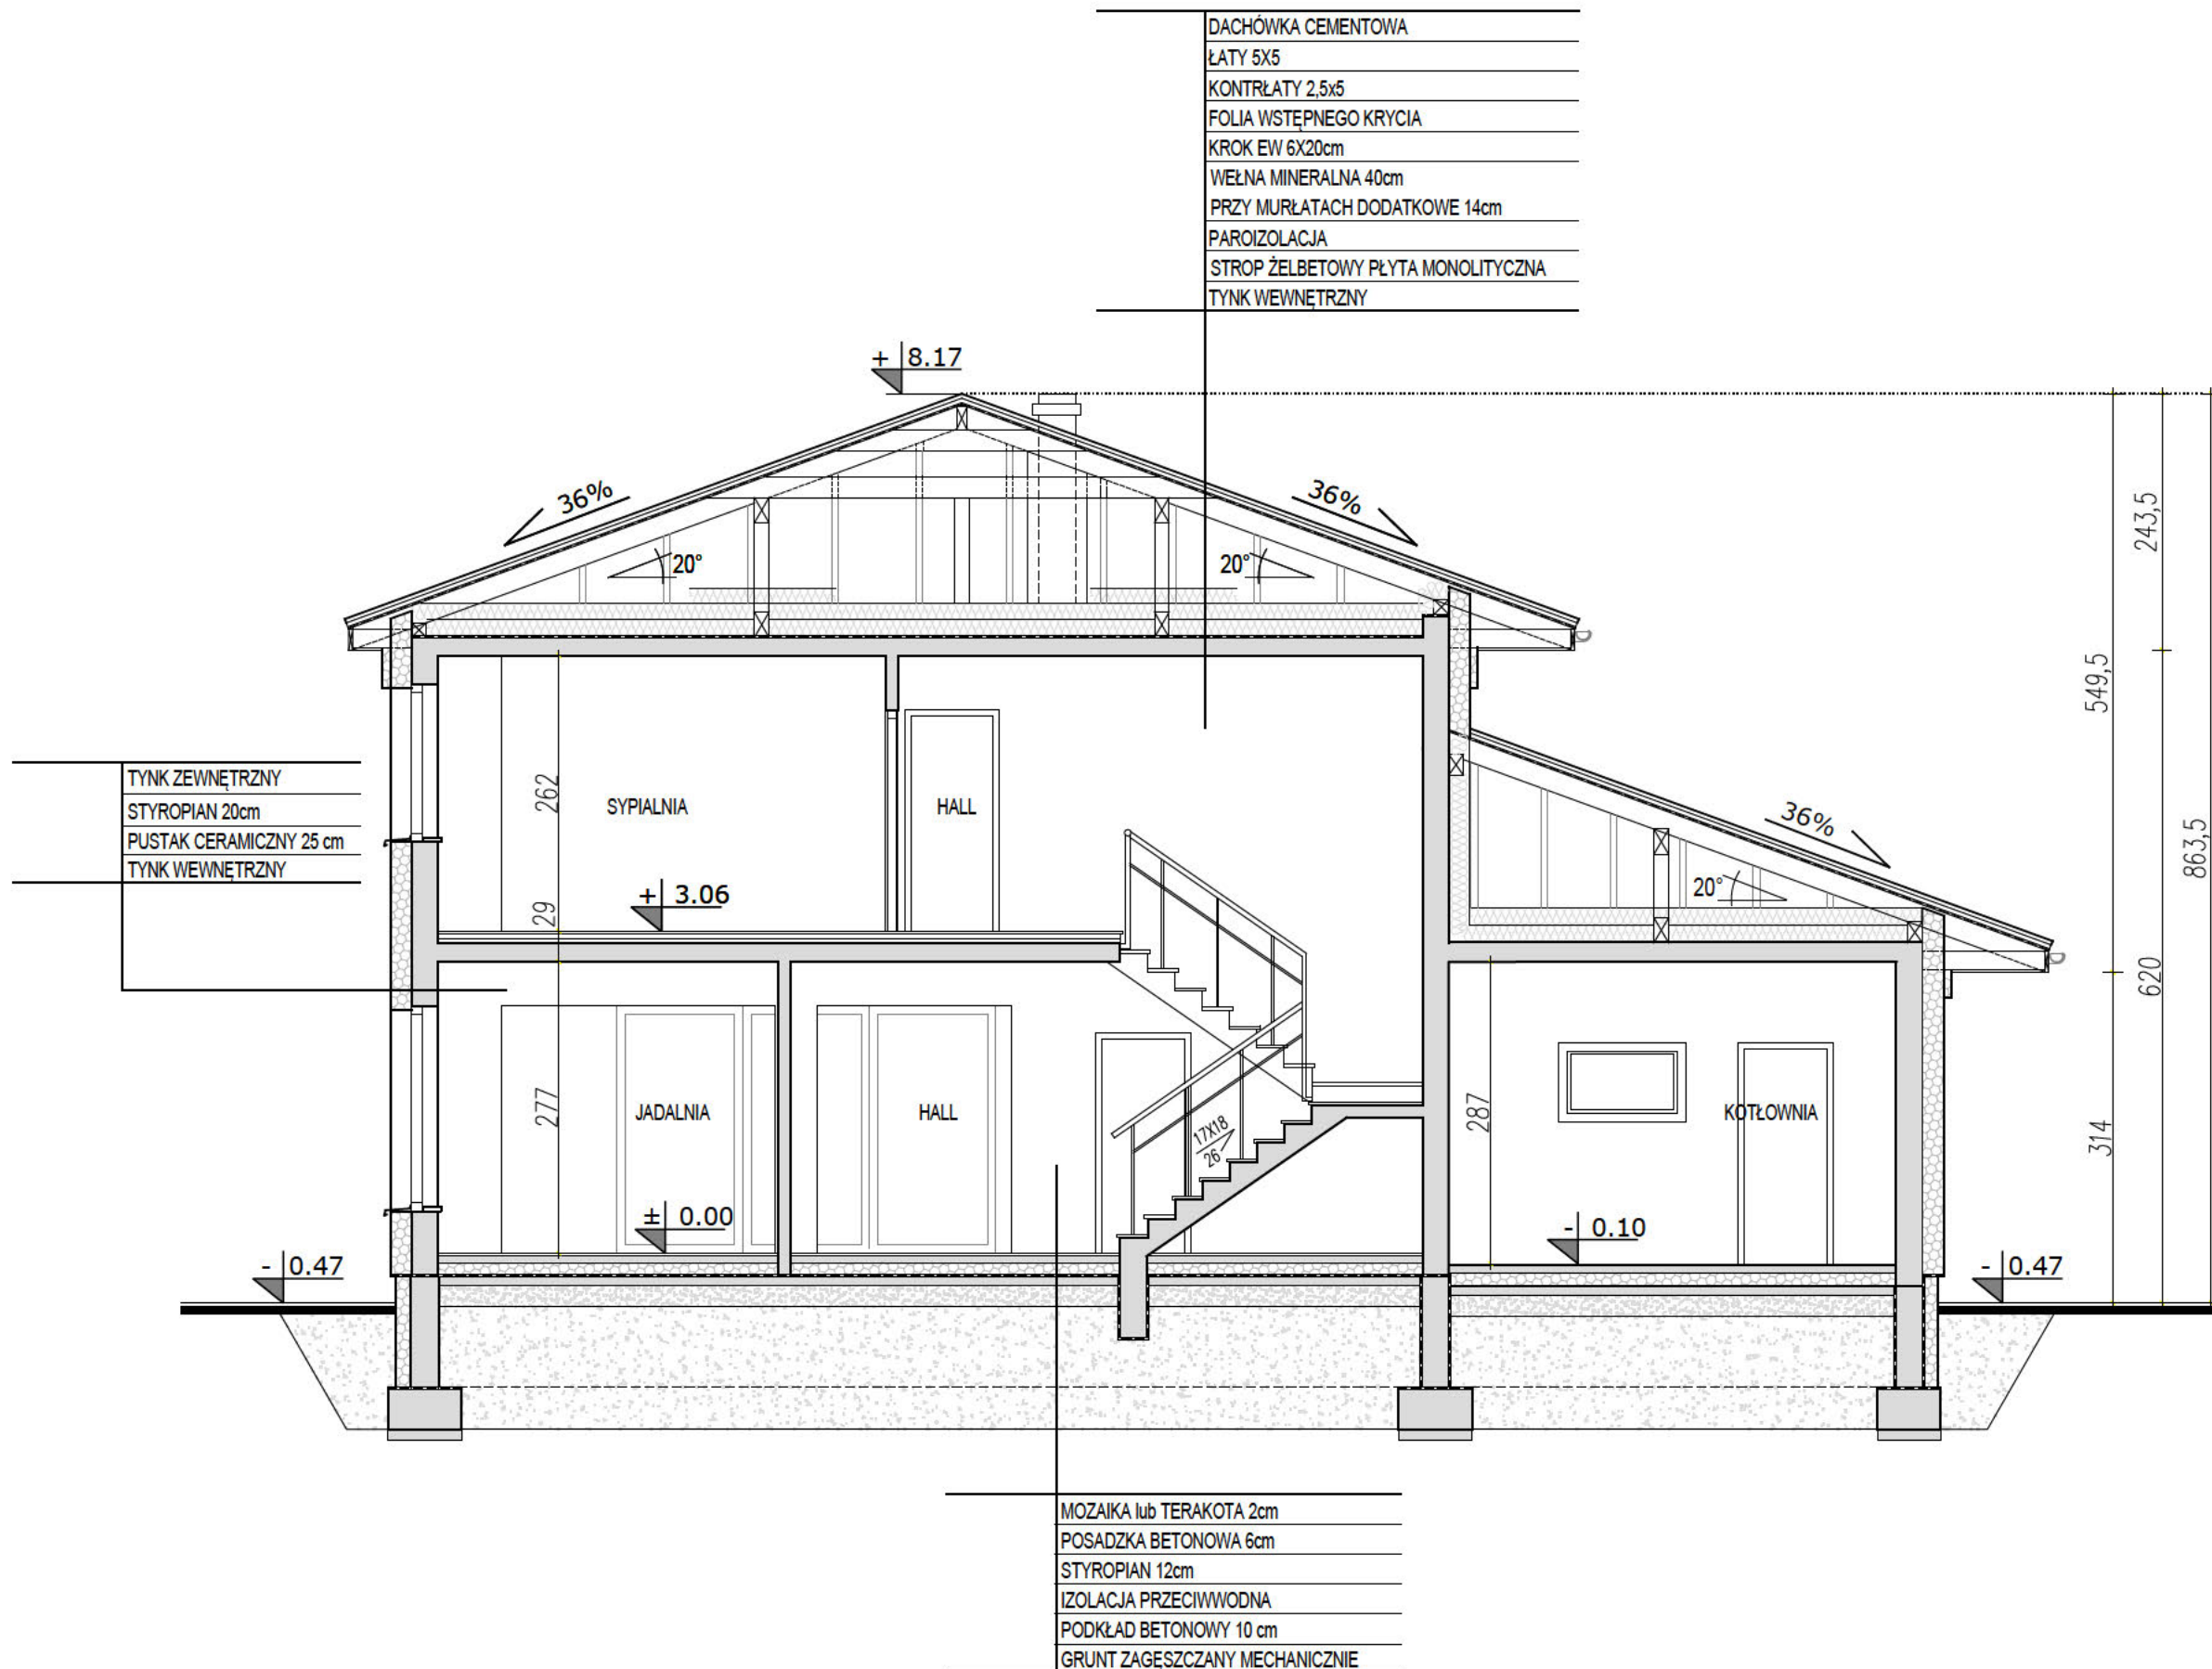 DACHÓWKA CEMENTOWA
ŁATY 5X5
KONTRŁATY 2,5x5
FOLIA WSTĘPNEGO KRYCIA
KROK EW 6X20cm
WEŁNA MINERALNA 40cm
PRZY MURŁATACH DODATKOWE 14cm
PAROIZOLACJA
STROP ŻELBETOWY PŁYTA MONOLITYCZNA
TYNK WEWNĘTRZNY
+ 8.17
36%
36%
243,5
20°
20°
549,5
TYNK ZEWNĘTRZNY
STYROPIAN 20cm
PUSTAK CERAMICZNY 25 cm
TYNK WEWNĘTRZNY
262
SYPIALNIA
HALL
36%
863,5
29
+ 3.06
20°
620
277
JADALNIA
HALL
17X18
26
287
KOTŁOWNIA
314
± 0.00
- 0.10
- 0.47
- 0.47
MOZAIKA lub TERAKOTA 2cm
POSADZKA BETONOWA 6cm
STYROPIAN 12cm
IZOLACJA PRZECIWWODNA
PODKŁAD BETONOWY 10 cm
GRUNT ZAGĘSZCZANY MECHANICZNIE